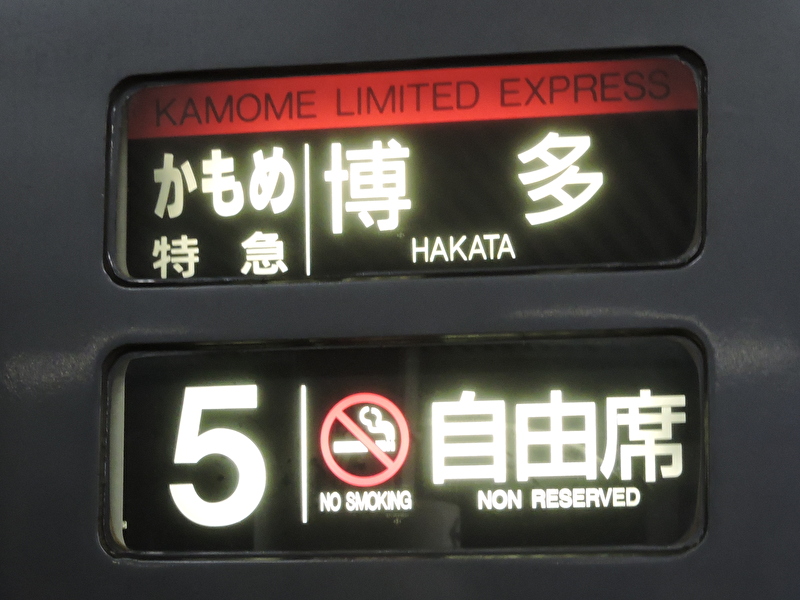 KAMOME LIMITED EXPRESS
かもめ 博多
特急 HAKATA
5 自由席
NO SMOKING NON RESERVED